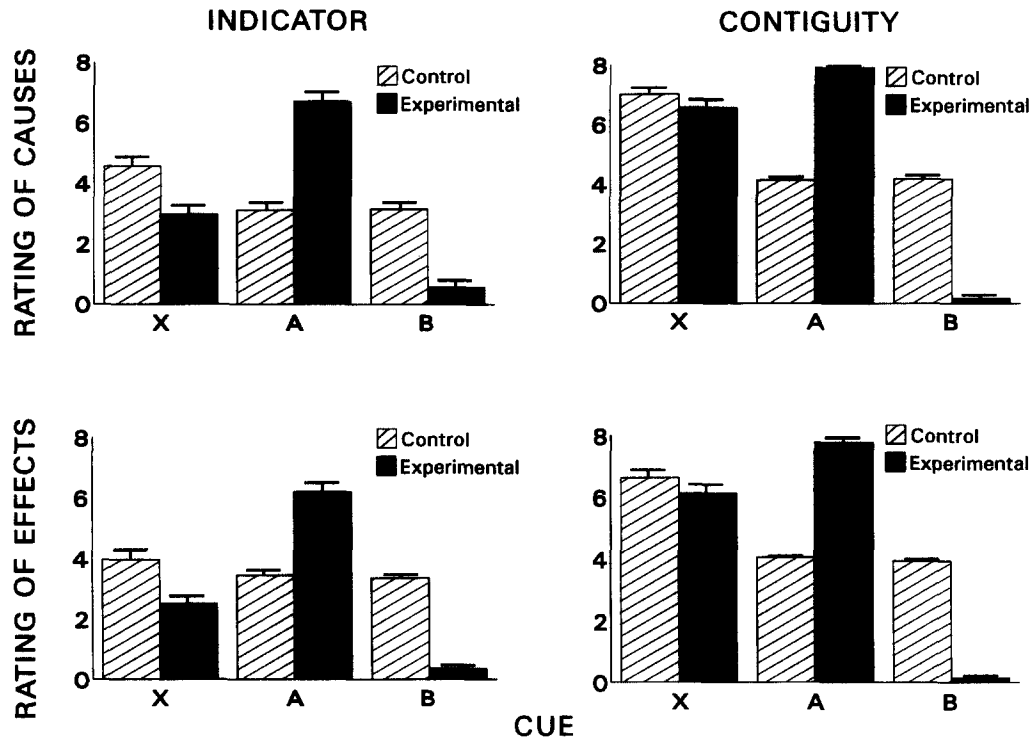 INDICATOR
CONTIGUITY
RATING OF CAUSES
8
6
4
2
0
Control
Experimental
X A B
8
6
4
2
0
Control
Experimental
X A B
RATING OF EFFECTS
8
6
4
2
0
Control
Experimental
X A B
8
6
4
2
0
Control
Experimental
X A B
CUE